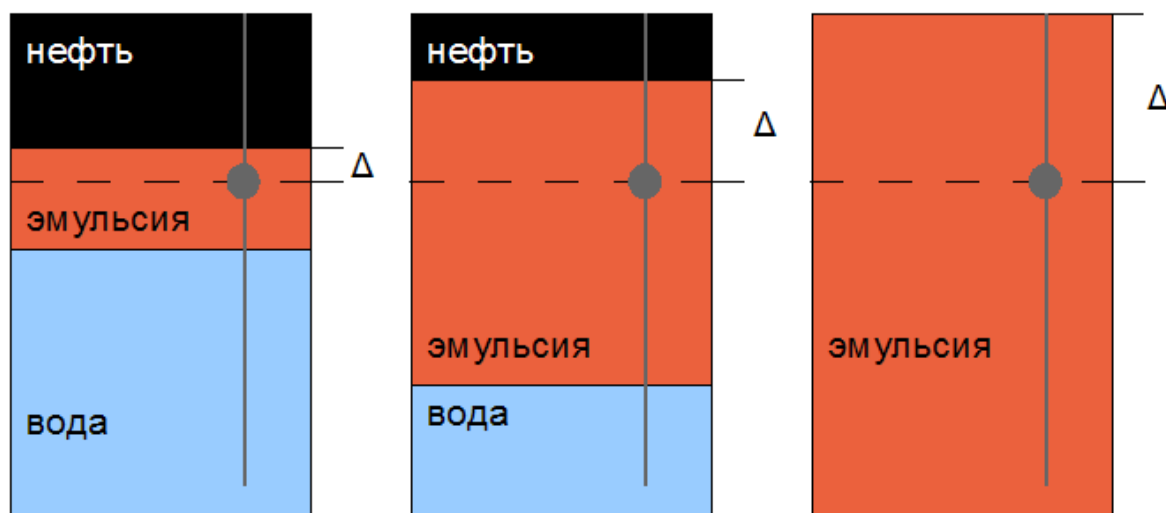 нефть
Δ
эмульсия
вода
нефть
Δ
эмульсия
вода
Δ
эмульсия